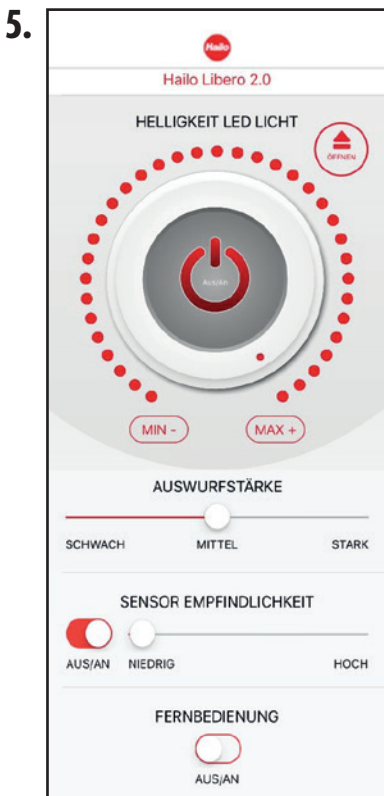 5.
Hailo
Hailo Libero 2.0
HELLIGKEIT LED LICHT
ÖFFNEN
Aus/An
MIN -
MAX +
AUSWURFSTÄRKE
SCHWACH MITTEL STARK
SENSOR EMPFINDLICHKEIT
AUS/AN NIEDRIG HOCH
FERNBEDIENUNG
AUS/AN